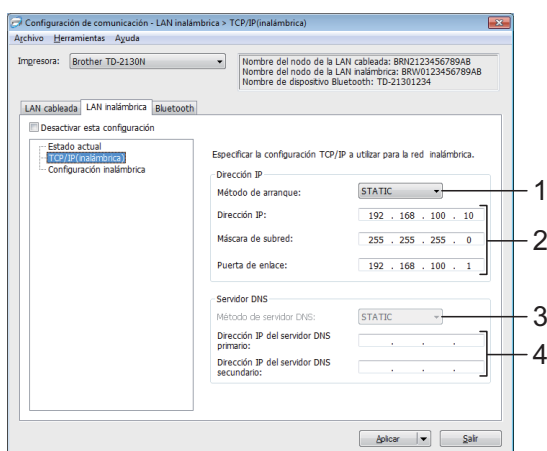 Configuración de comunicación - LAN inalámbrica > TCP/IP(inalámbrica)
Archivo Herramientas Ayuda
Impresora: Brother TD-2130N
Nombre del nodo de la LAN cableada: BRN2123456789AB
Nombre del nodo de la LAN inalámbrica: BRW0123456789AB
Nombre de dispositivo Bluetooth: TD-21301234
LAN cableada LAN inalámbrica Bluetooth
Desactivar esta configuración
Estado actual
TCP/IP(inalámbrica)
Configuración inalámbrica
Especificar la configuración TCP/IP a utilizar para la red inalámbrica.
Dirección IP
Método de arranque: STATIC 1
Dirección IP: 192 . 168 . 100 . 10
Máscara de subred: 255 . 255 . 255 . 0 2
Puerta de enlace: 192 . 168 . 100 . 1
Servidor DNS
Método de servidor DNS: STATIC 3
Dirección IP del servidor DNS
primario: . . .
4
Dirección IP del servidor DNS
secundario: . . .
Aplicar Salir